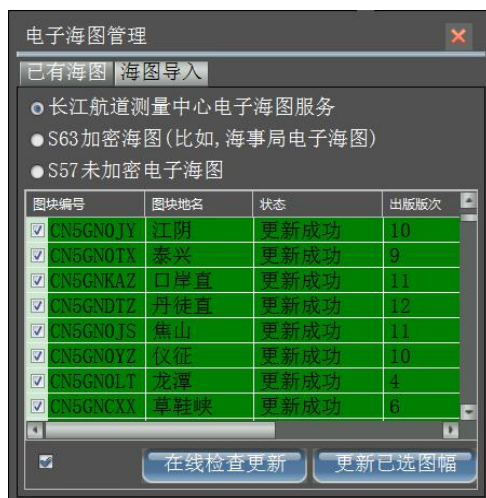 电子海图管理
已有海图 海图导入
长江航道测量中心电子海图服务
S63加密海图(比如,海事局电子海图)
S57未加密电子海图
图块编号 图块地名 状态 出版版次
CN5GN0JY 江阴 更新成功 10
CN5GN0TX 泰兴 更新成功 9
CN5GNKAZ 口岸直 更新成功 11
CN5GNDTZ 丹徒直 更新成功 12
CN5GN0JS 焦山 更新成功 11
CN5GN0YZ 仪征 更新成功 10
CN5GN0LT 龙潭 更新成功 4
CN5GNCXX 草鞋峡 更新成功 6
在线检查更新 更新已选图幅